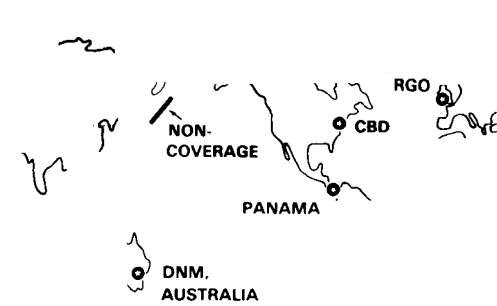 RGO
CBD
NON-
COVERAGE
PANAMA
DNM,
AUSTRALIA